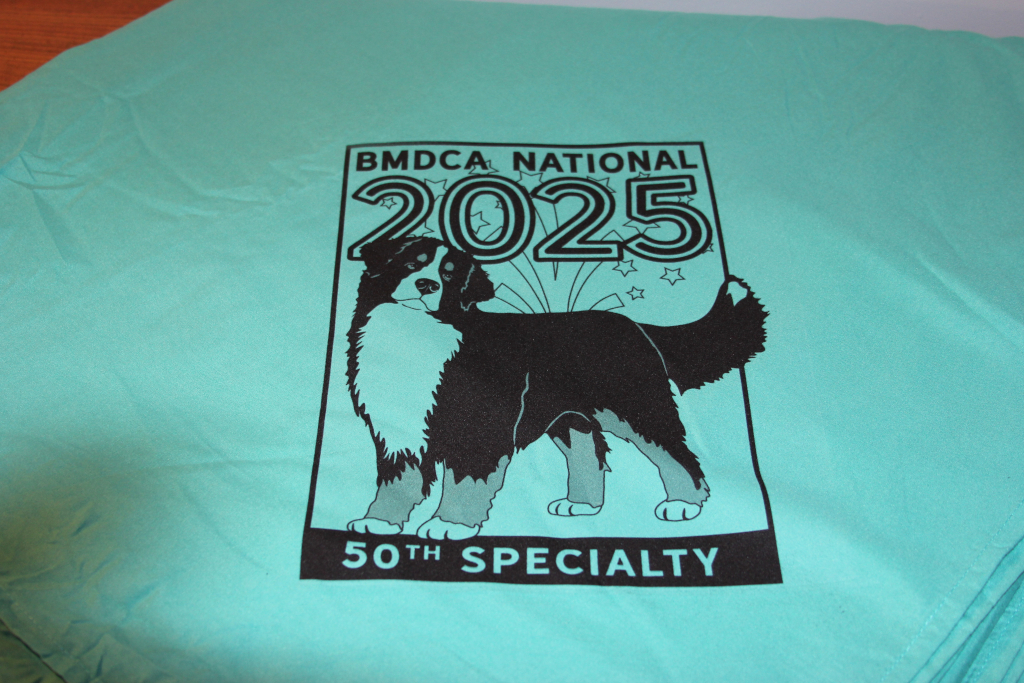 BMDCA NATIONAL
2025
50TH SPECIALTY